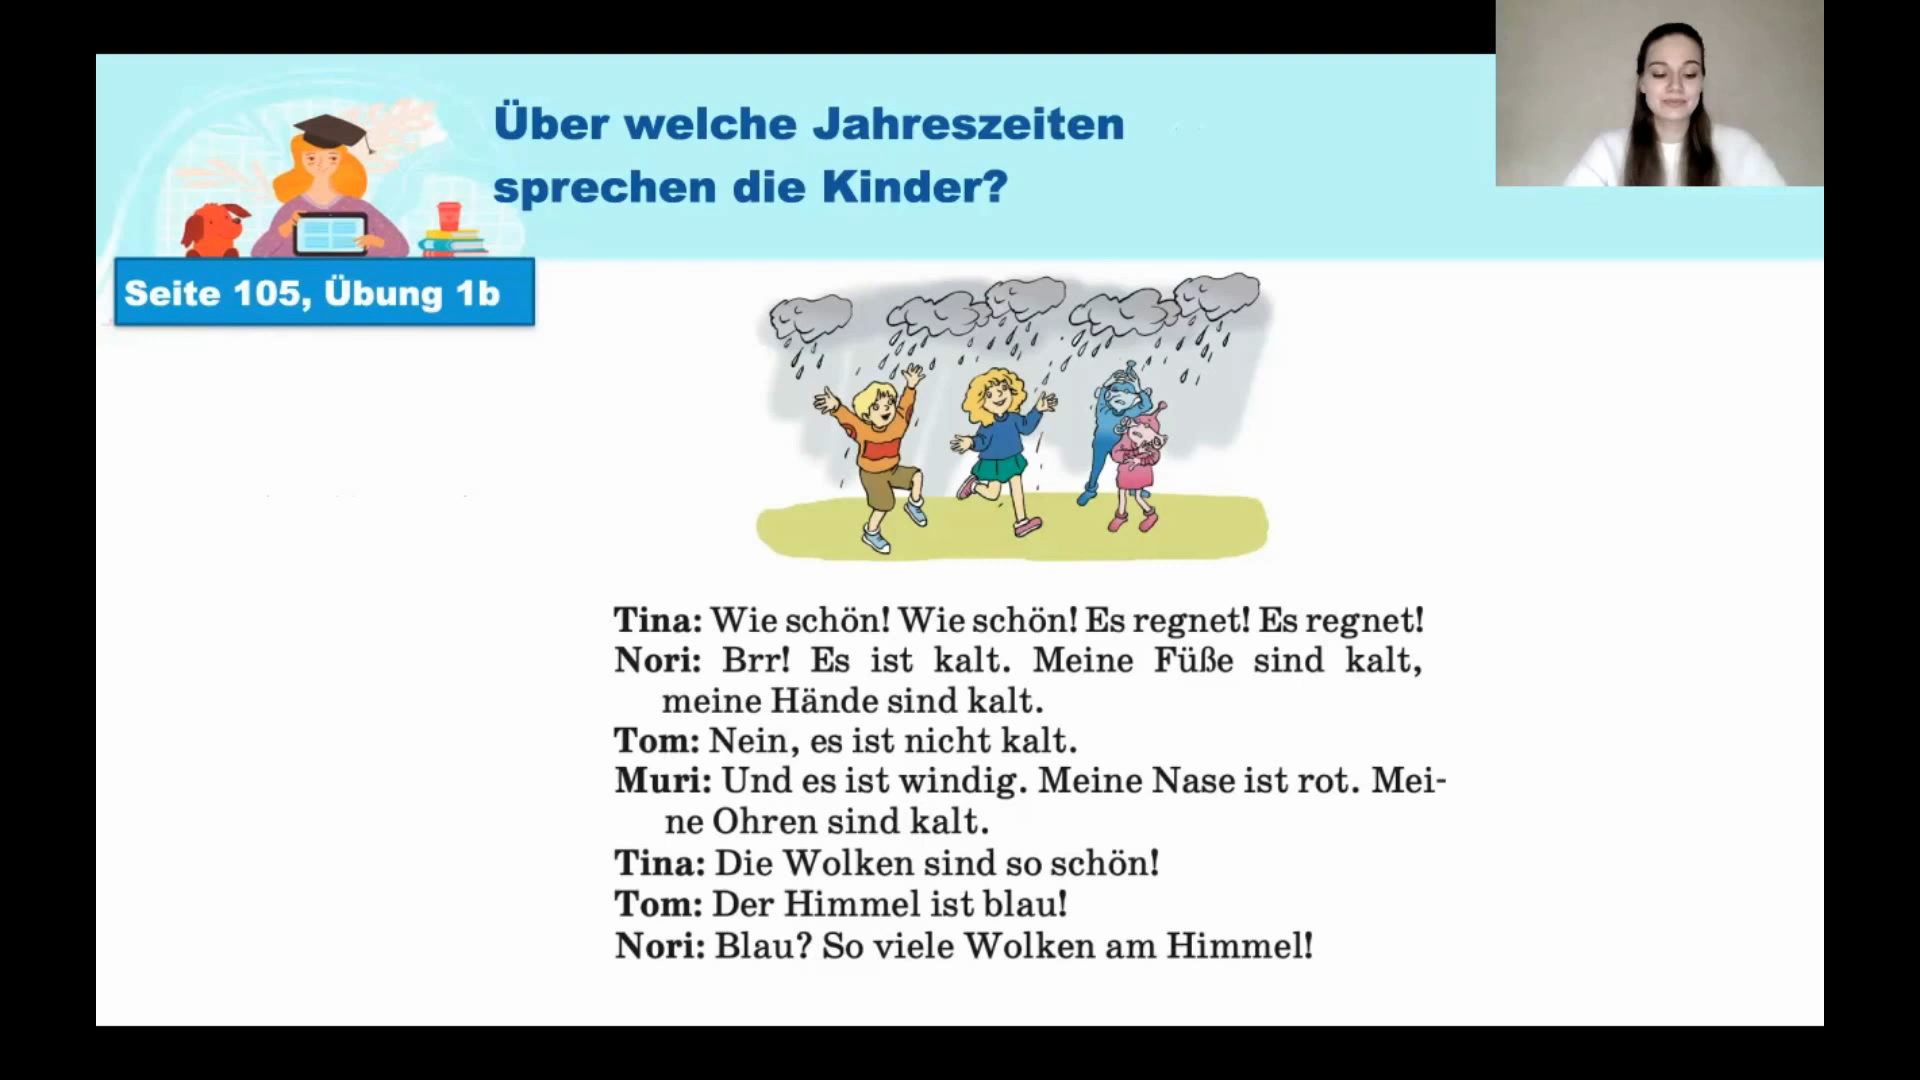 Über welche Jahreszeiten
sprechen die Kinder?
Seite 105, Übung 1b
Tina: Wie schön! Wie schön! Es regnet! Es regnet!
Nori: Brr! Es ist kalt. Meine Füße sind kalt,
meine Hände sind kalt.
Tom: Nein, es ist nicht kalt.
Muri: Und es ist windig. Meine Nase ist rot. Mei-
ne Ohren sind kalt.
Tina: Die Wolken sind so schön!
Tom: Der Himmel ist blau!
Nori: Blau? So viele Wolken am Himmel!